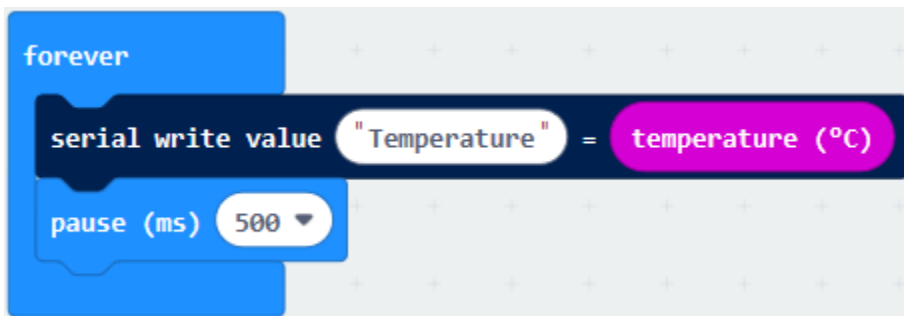 forever
serial write value "Temperature" = temperature (°C)
pause (ms) 500